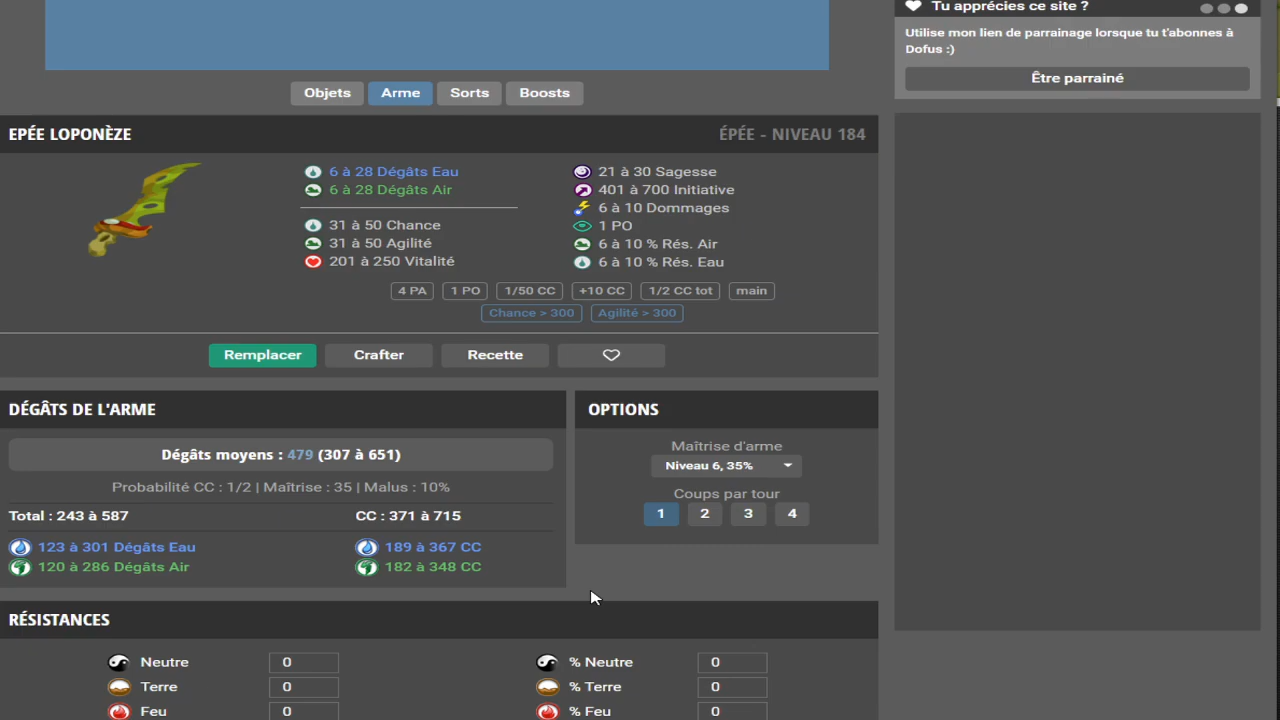 Tu apprécies ce site ?
Utilise mon lien de parrainage lorsque tu t'abonnes à
Dofus :)
Être parrainé
Objets Arme Sorts Boosts
EPÉE LOPONÈZE
ÉPÉE - NIVEAU 184
6 à 28 Dégâts Eau
6 à 28 Dégâts Air
31 à 50 Chance
31 à 50 Agilité
201 à 250 Vitalité
21 à 30 Sagesse
401 à 700 Initiative
6 à 10 Dommages
1 PO
6 à 10 % Rés. Air
6 à 10 % Rés. Eau
4 PA 1 PO 1/50 CC +10 CC 1/2 CC tot main
Chance > 300 Agilité > 300
Remplacer Crafter Recette
DÉGÂTS DE L'ARME
Dégâts moyens : 479 (307 à 651)
Probabilité CC : 1/2 | Maîtrise : 35 | Malus : 10%
Total : 243 à 587 CC : 371 à 715
123 à 301 Dégâts Eau 189 à 367 CC
120 à 286 Dégâts Air 182 à 348 CC
OPTIONS
Maîtrise d'arme
Niveau 6, 35%
Coups par tour
1 2 3 4
RÉSISTANCES
Neutre 0 % Neutre 0
Terre 0 % Terre 0
Feu 0 % Feu 0